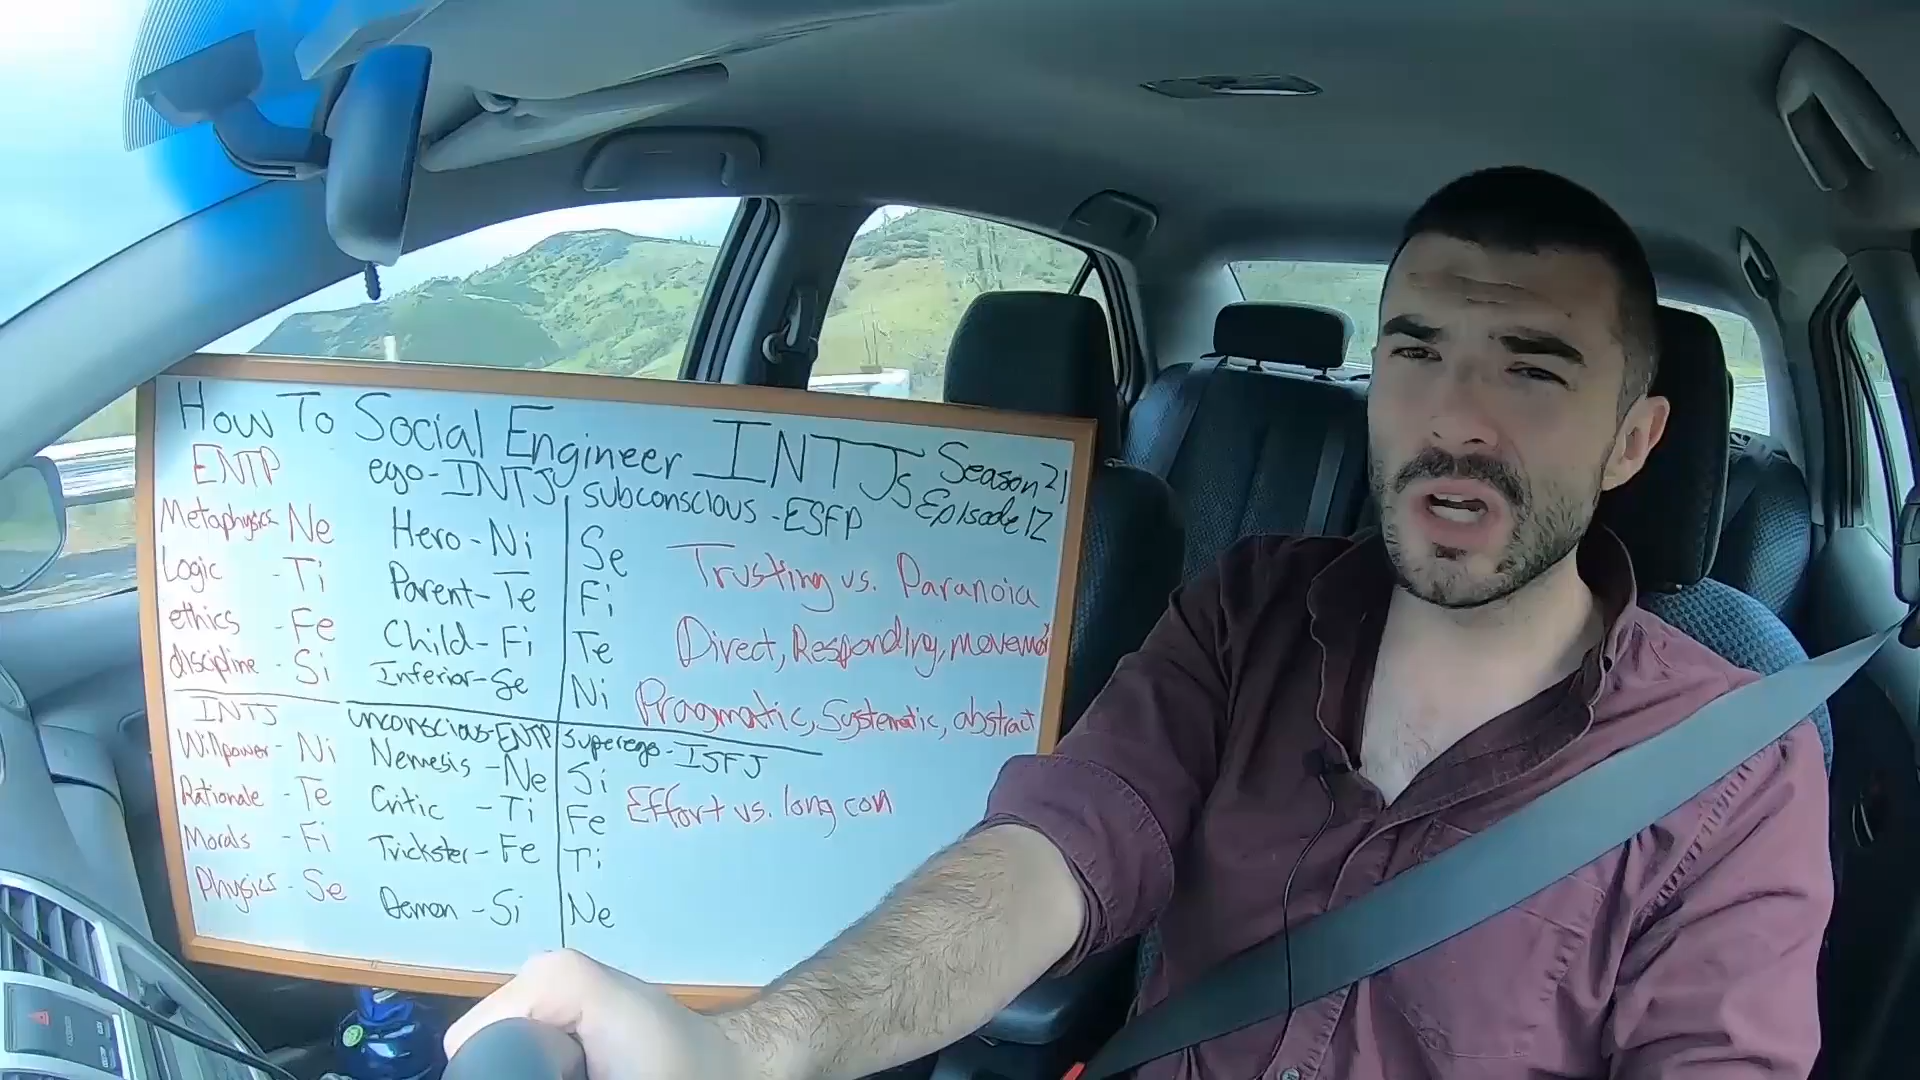 How To Social Engineer INTJs
Season 21
Episode 12
ENTP
Metaphysics Ne
Logic - Ti
ethics - Fe
discipline - Si
INTJ
Willpower - Ni
Rationale - Te
Morals - Fi
Physics - Se
ego - INTJ
Hero - Ni
Parent - Te
Child - Fi
Inferior - Se
subconscious - ESFP
Se
Fi
Te
Ni
unconscious - ENTP
Nemesis - Ne
Critic - Ti
Trickster - Fe
Demon - Si
superego - ISFJ
Si
Fe
Ti
Ne
Trusting vs. Paranoia
Direct, Responding, movement
Pragmatic, Systematic, abstract
Effort vs. long con